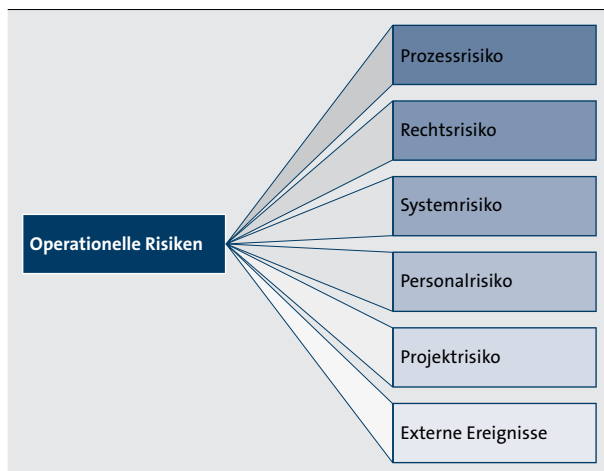 Operationelle Risiken
Prozessrisiko
Rechtsrisiko
Systemrisiko
Personalrisiko
Projektrisiko
Externe Ereignisse